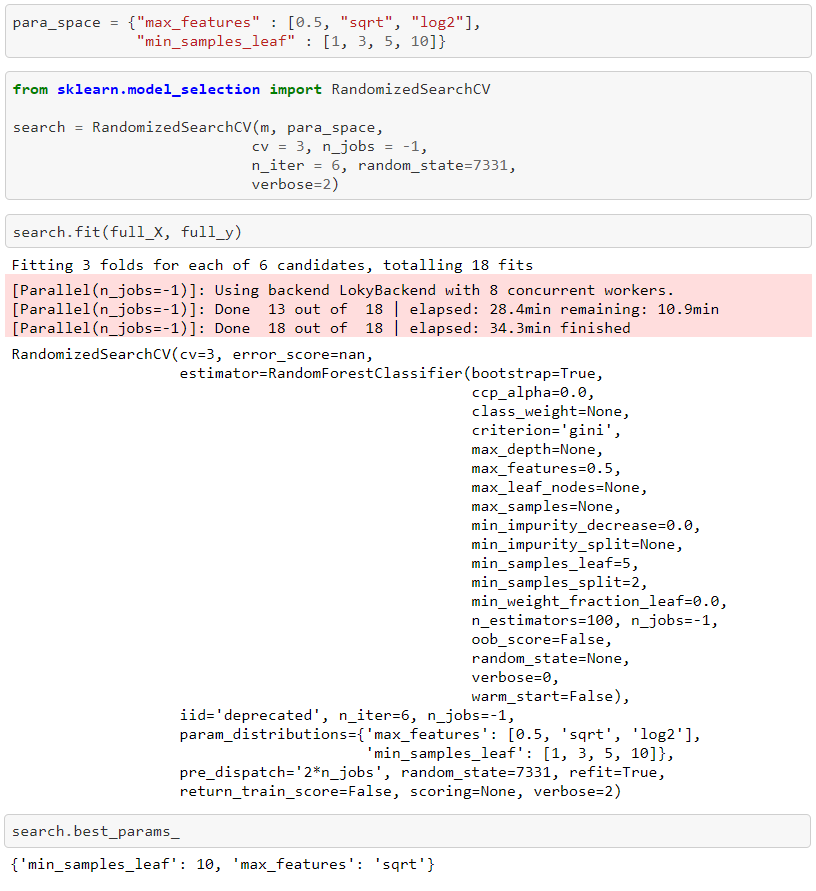 para_space = {"max_features" : [0.5, "sqrt", "log2"],
              "min_samples_leaf" : [1, 3, 5, 10]}
from sklearn.model_selection import RandomizedSearchCV
search = RandomizedSearchCV(m, para_space,
                           cv = 3, n_jobs = -1,
                           n_iter = 6, random_state=7331,
                           verbose=2)
search.fit(full_X, full_y)
Fitting 3 folds for each of 6 candidates, totalling 18 fits
[Parallel(n_jobs=-1)]: Using backend LokyBackend with 8 concurrent workers.
[Parallel(n_jobs=-1)]: Done  13 out of  18 | elapsed: 28.4min remaining: 10.9min
[Parallel(n_jobs=-1)]: Done  18 out of  18 | elapsed: 34.3min finished
RandomizedSearchCV(cv=3, error_score=nan,
                   estimator=RandomForestClassifier(bootstrap=True,
                                                    ccp_alpha=0.0,
                                                    class_weight=None,
                                                    criterion='gini',
                                                    max_depth=None,
                                                    max_features=0.5,
                                                    max_leaf_nodes=None,
                                                    max_samples=None,
                                                    min_impurity_decrease=0.0,
                                                    min_impurity_split=None,
                                                    min_samples_leaf=5,
                                                    min_samples_split=2,
                                                    min_weight_fraction_leaf=0.0,
                                                    n_estimators=100, n_jobs=-1,
                                                    oob_score=False,
                                                    random_state=None,
                                                    verbose=0,
                                                    warm_start=False),
                   iid='deprecated', n_iter=6, n_jobs=-1,
                   param_distributions={'max_features': [0.5, 'sqrt', 'log2'],
                                        'min_samples_leaf': [1, 3, 5, 10]},
                   pre_dispatch='2*n_jobs', random_state=7331, refit=True,
                   return_train_score=False, scoring=None, verbose=2)
search.best_params_
{'min_samples_leaf': 10, 'max_features': 'sqrt'}